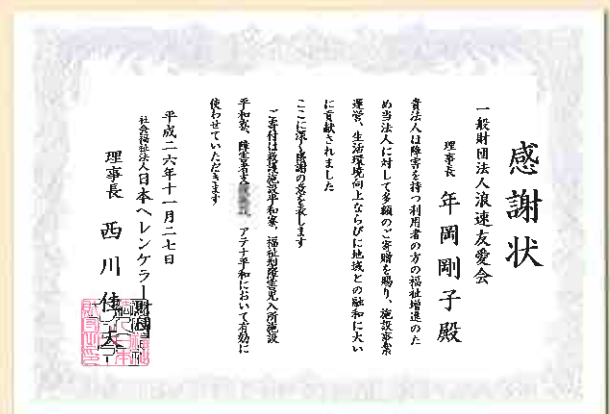 感謝状
一般財団法人浪速友愛会
理事長 年岡剛子殿
貴法人は障害を持つ利用者の方の福祉増進のた
め当法人に対して多額のご寄贈を賜り、施設事業
運営、生活環境向上ならびに地域との融和に大い
に貢献されました
ここに深く感謝の意を表します
ご寄付は救護施設平和寮、福祉型障害児入所施設
平和寮、障害者支援施設 アテナ平和において有効に
使わせていただきます
平成二六年十一月二七日
社会福祉法人日本ヘレンケラー財団
理事長 西川